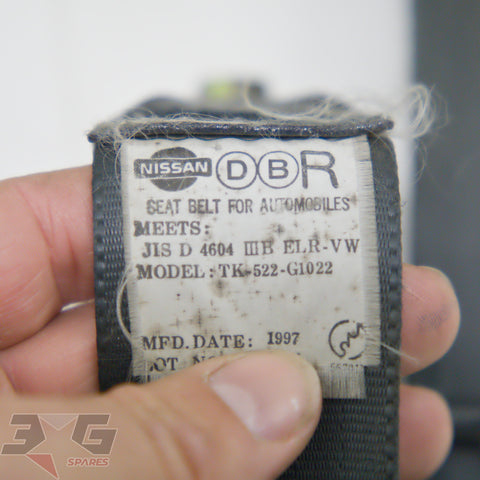 NISSAN D B R
SEAT BELT FOR AUTOMOBILES
MEETS:
JIS D 4604 ⅢB ELR-VW
MODEL:TK-522-G1022
MFD.DATE: 1997
3XG
SPARES